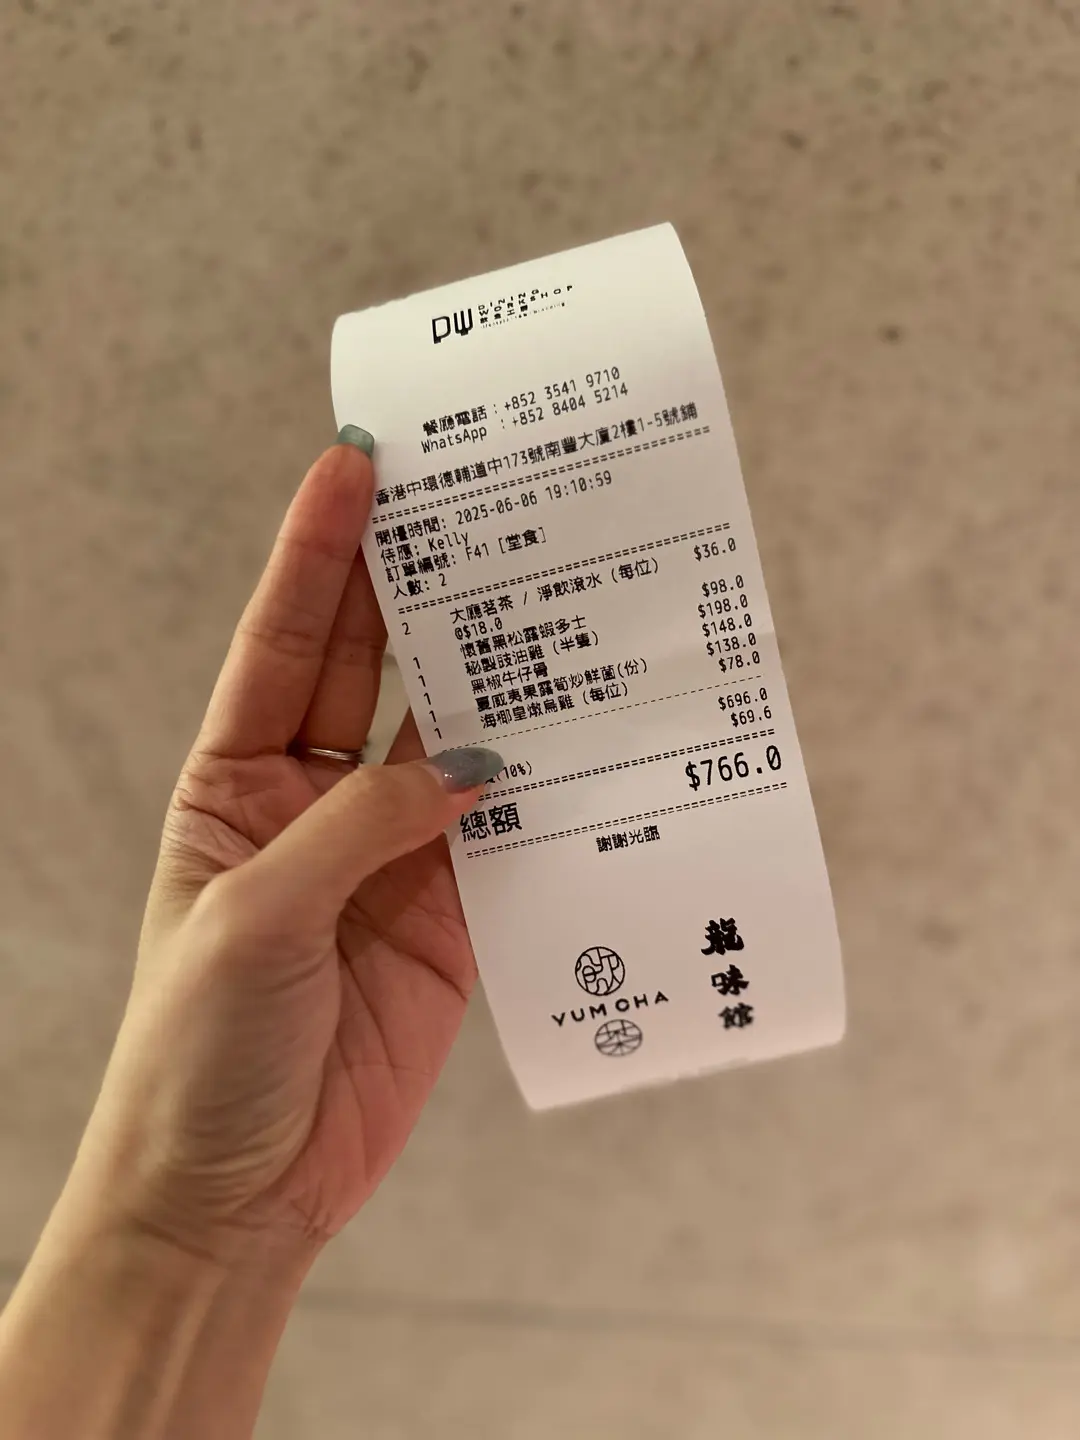 DW DINING WORKSHOP
餐廳電話 : +852 3541 9710
WhatsApp : +852 8404 5214
香港中環德輔道中173號南豐大廈2樓1-5號鋪
開檯時間: 2025-06-06 19:10:59
侍應: Kelly
訂單編號: F41 [堂食]
人數: 2
2 大廳茗茶 / 淨飲滾水 (每位) $36.0
@$18.0
1 懷舊黑松露蝦多士 $98.0
1 秘製豉油雞 (半隻) $198.0
1 黑椒牛仔骨 $148.0
1 夏威夷果露筍炒鮮菌(份) $138.0
1 海椰皇燉烏雞 (每位) $78.0
$696.0
(10%) $69.6
總額 $766.0
謝謝光臨
飲
YUM CHA
茶
龍味館